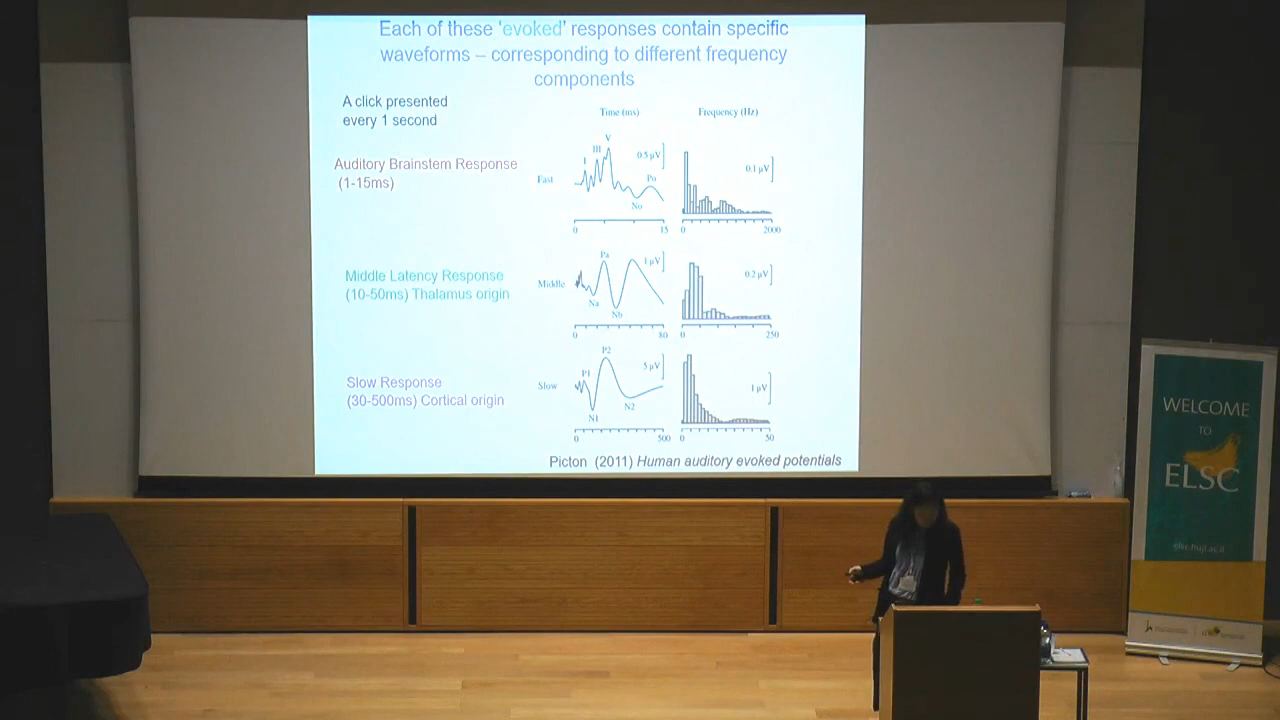 Each of these ‘evoked’ responses contain specific
waveforms – corresponding to different frequency
components
A click presented
every 1 second
Time (ms)
Frequency (Hz)
Auditory Brainstem Response
(1-15ms)
Fast
I
III
V
0.5 µV
Po
No
0
15
0.1 µV
0
2000
Middle Latency Response
(10-50ms) Thalamus origin
Middle
Pa
1 µV
Na
Nb
0
80
0.2 µV
0
250
Slow Response
(30-500ms) Cortical origin
Slow
P1
P2
5 µV
N1
N2
0
500
1 µV
0
50
Picton (2011) Human auditory evoked potentials
WELCOME
TO
ELSC
elsc.huji.ac.il